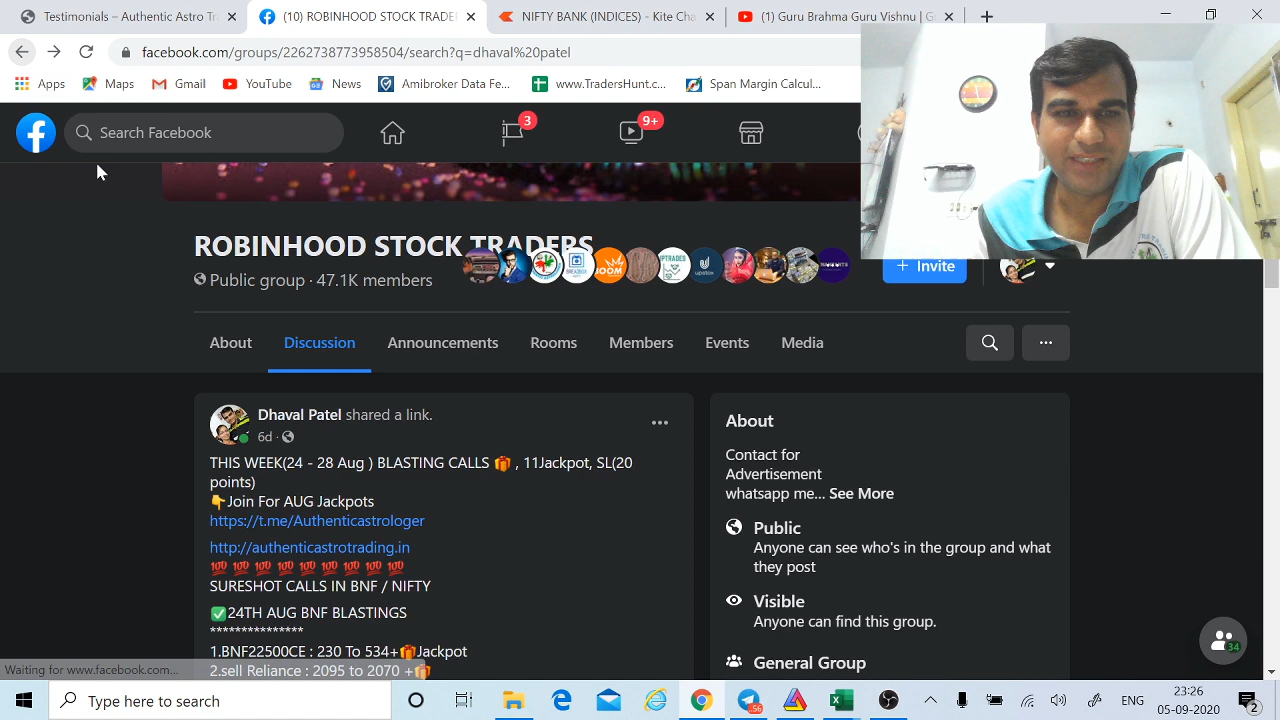 testimonials – Authentic Astro Tr
(10) ROBINHOOD STOCK TRADER
NIFTY BANK (INDICES) - Kite Cha
(1) Guru Brahma Guru Vishnu G
facebook.com/groups/2262738773958504/search?q=dhaval%20patel
Apps
Maps
Gmail
YouTube
News
Amibroker Data Fe...
www.TradersHunt.c...
Span Margin Calcul...
Search Facebook
3
9+
ROBINHOOD STOCK TRADERS
Public group · 47.1K members
+ Invite
About
Discussion
Announcements
Rooms
Members
Events
Media
Dhaval Patel shared a link.
6d ·
THIS WEEK(24 - 28 Aug ) BLASTING CALLS 🎁 , 11Jackpot, SL(20
points)
👇Join For AUG Jackpots
https://t.me/Authenticastrologer
http://authenticastrotrading.in
💯 💯 💯 💯 💯 💯 💯 💯 💯
SURESHOT CALLS IN BNF / NIFTY
✅24TH AUG BNF BLASTINGS
***************
1.BNF22500CE : 230 To 534+🎁Jackpot
2.sell Reliance : 2095 to 2070 +🎁
About
Contact for
Advertisement
whatsapp me... See More
Public
Anyone can see who's in the group and what
they post
Visible
Anyone can find this group.
General Group
34
Waiting for www.facebook.com...
Type here to search
.56
ENG
23:26
05-09-2020
2